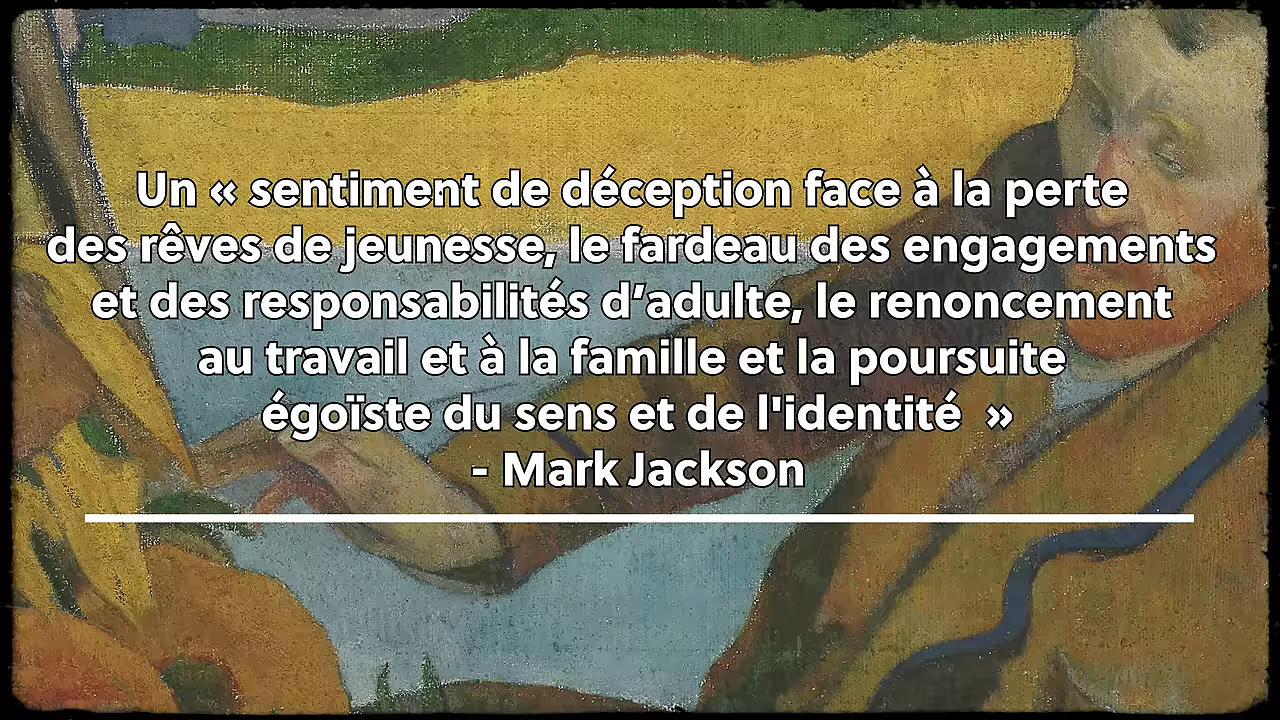 Un « sentiment de déception face à la perte
des rêves de jeunesse, le fardeau des engagements
et des responsabilités d’adulte, le renoncement
au travail et à la famille et la poursuite
égoïste du sens et de l'identité  »
- Mark Jackson